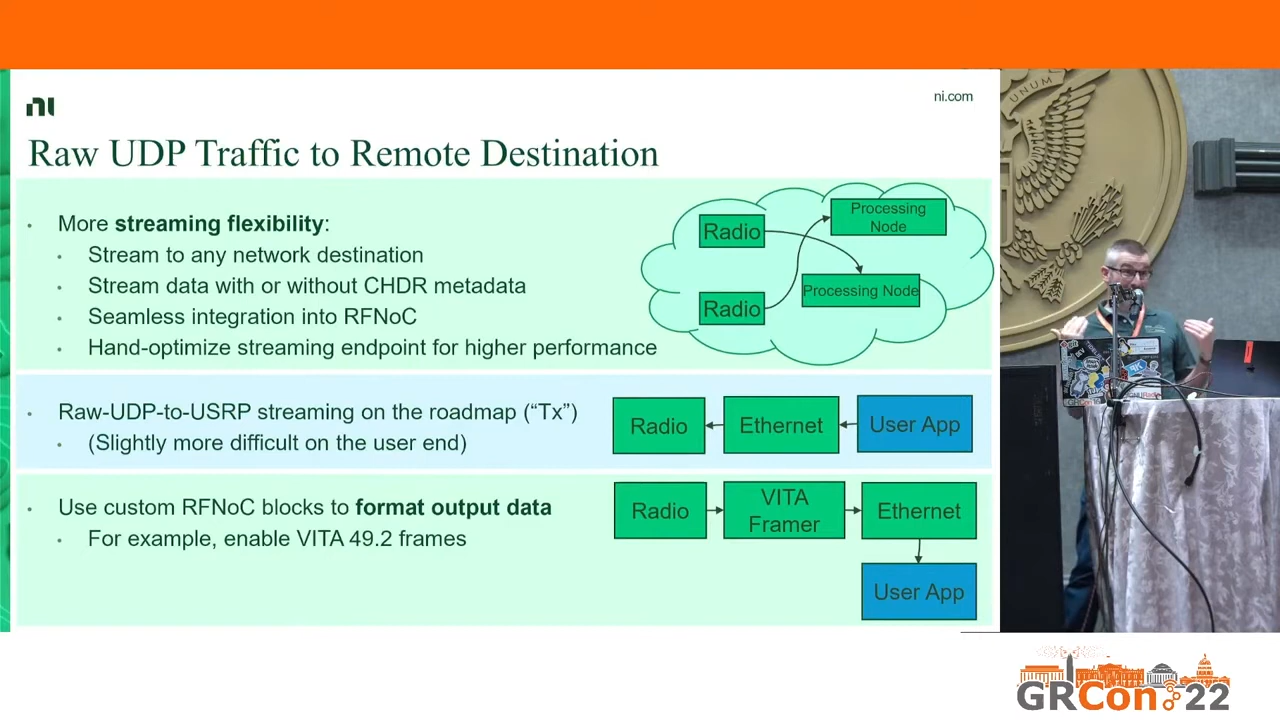 ni
ni.com
Raw UDP Traffic to Remote Destination
More streaming flexibility:
Stream to any network destination
Stream data with or without CHDR metadata
Seamless integration into RFNoC
Hand-optimize streaming endpoint for higher performance
Radio
Processing
Node
Processing Node
Radio
Raw-UDP-to-USRP streaming on the roadmap (“Tx”)
(Slightly more difficult on the user end)
Radio
Ethernet
User App
Use custom RFNoC blocks to format output data
For example, enable VITA 49.2 frames
Radio
VITA
Framer
Ethernet
User App
UNUM
GRCon 22